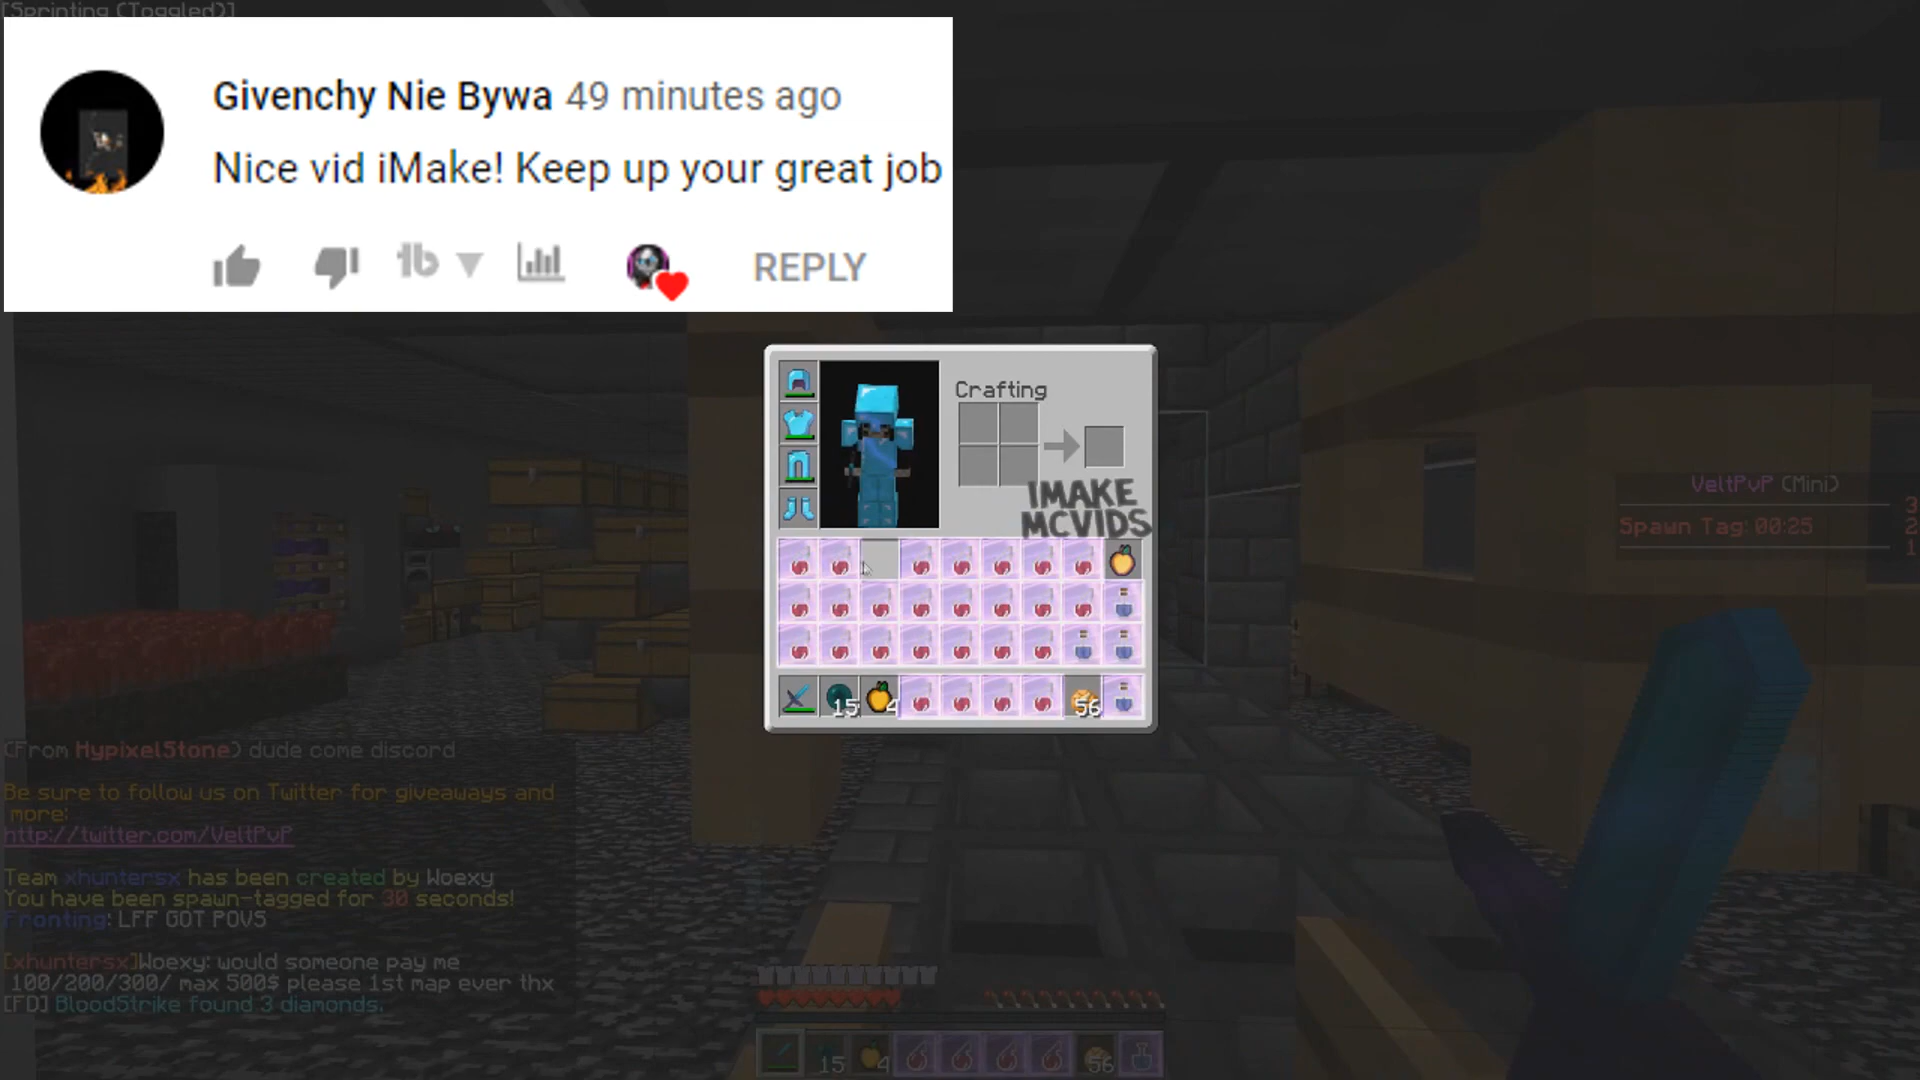 [Sprinting (Toggled)]
Givenchy Nie Bywa 49 minutes ago
Nice vid iMake! Keep up your great job
REPLY
Crafting
IMAKE
MCVIDS
15
4
56
VeltPvP (Mini)
3
Spawn Tag: 00:25
2
1
(From HypixelStone) dude come discord
Be sure to follow us on Twitter for giveaways and
more:
http://twitter.com/VeltPvP
Team xhuntersx has been created by Woexy
You have been spawn-tagged for 30 seconds!
Fronting: LFF GOT POVS
[xhuntersx]Woexy: would someone pay me
100/200/300/ max 500$ please 1st map ever thx
[FD] BloodStrike found 3 diamonds.
15
4
56